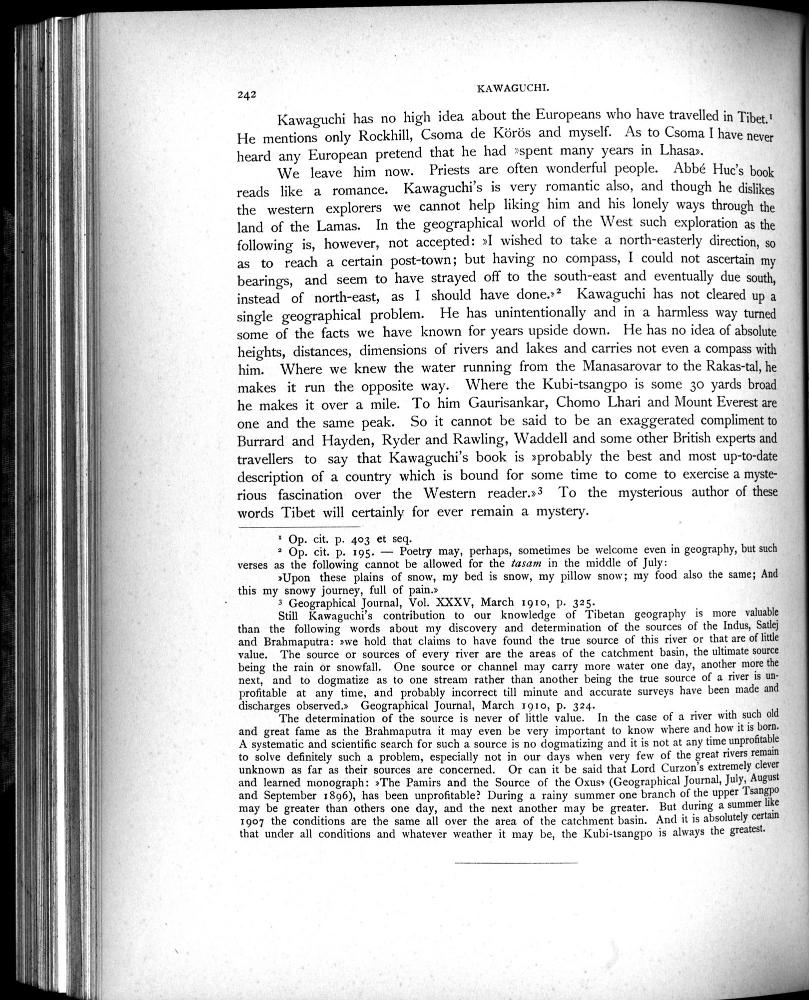 242
KAWAGUCHI.
Kawaguchi has no high idea about the Europeans who have travelled in Tibet.¹
He mentions only Rockhill, Csoma de Körös and myself. As to Csoma I have never
heard any European pretend that he had »spent many years in Lhasa».
We leave him now. Priests are often wonderful people. Abbé Huc's book
reads like a romance. Kawaguchi's is very romantic also, and though he dislikes
the western explorers we cannot help liking him and his lonely ways through the
land of the Lamas. In the geographical world of the West such exploration as the
following is, however, not accepted: »I wished to take a north-easterly direction, so
as to reach a certain post-town; but having no compass, I could not ascertain my
bearings, and seem to have strayed off to the south-east and eventually due south,
instead of north-east, as I should have done.»² Kawaguchi has not cleared up a
single geographical problem. He has unintentionally and in a harmless way turned
some of the facts we have known for years upside down. He has no idea of absolute
heights, distances, dimensions of rivers and lakes and carries not even a compass with
him. Where we knew the water running from the Manasarovar to the Rakas-tal, he
makes it run the opposite way. Where the Kubi-tsangpo is some 30 yards broad
he makes it over a mile. To him Gaurisankar, Chomo Lhari and Mount Everest are
one and the same peak. So it cannot be said to be an exaggerated compliment to
Burrard and Hayden, Ryder and Rawling, Waddell and some other British experts and
travellers to say that Kawaguchi's book is »probably the best and most up-to-date
description of a country which is bound for some time to come to exercise a myste-
rious fascination over the Western reader.»³ To the mysterious author of these
words Tibet will certainly for ever remain a mystery.
¹ Op. cit. p. 403 et seq.
² Op. cit. p. 195. — Poetry may, perhaps, sometimes be welcome even in geography, but such
verses as the following cannot be allowed for the tasam in the middle of July:
»Upon these plains of snow, my bed is snow, my pillow snow; my food also the same; And
this my snowy journey, full of pain.»
³ Geographical Journal, Vol. XXXV, March 1910, p. 325.
Still Kawaguchi's contribution to our knowledge of Tibetan geography is more valuable
than the following words about my discovery and determination of the sources of the Indus, Satlej
and Brahmaputra: »we hold that claims to have found the true source of this river or that are of little
value. The source or sources of every river are the areas of the catchment basin, the ultimate source
being the rain or snowfall. One source or channel may carry more water one day, another more the
next, and to dogmatize as to one stream rather than another being the true source of a river is un-
profitable at any time, and probably incorrect till minute and accurate surveys have been made and
discharges observed.» Geographical Journal, March 1910, p. 324.
The determination of the source is never of little value. In the case of a river with such old
and great fame as the Brahmaputra it may even be very important to know where and how it is born.
A systematic and scientific search for such a source is no dogmatizing and it is not at any time unprofitable
to solve definitely such a problem, especially not in our days when very few of the great rivers remain
unknown as far as their sources are concerned. Or can it be said that Lord Curzon's extremely clever
and learned monograph: »The Pamirs and the Source of the Oxus» (Geographical Journal, July, August
and September 1896), has been unprofitable? During a rainy summer one branch of the upper Tsangpo
may be greater than others one day, and the next another may be greater. But during a summer like
1907 the conditions are the same all over the area of the catchment basin. And it is absolutely certain
that under all conditions and whatever weather it may be, the Kubi-tsangpo is always the greatest.